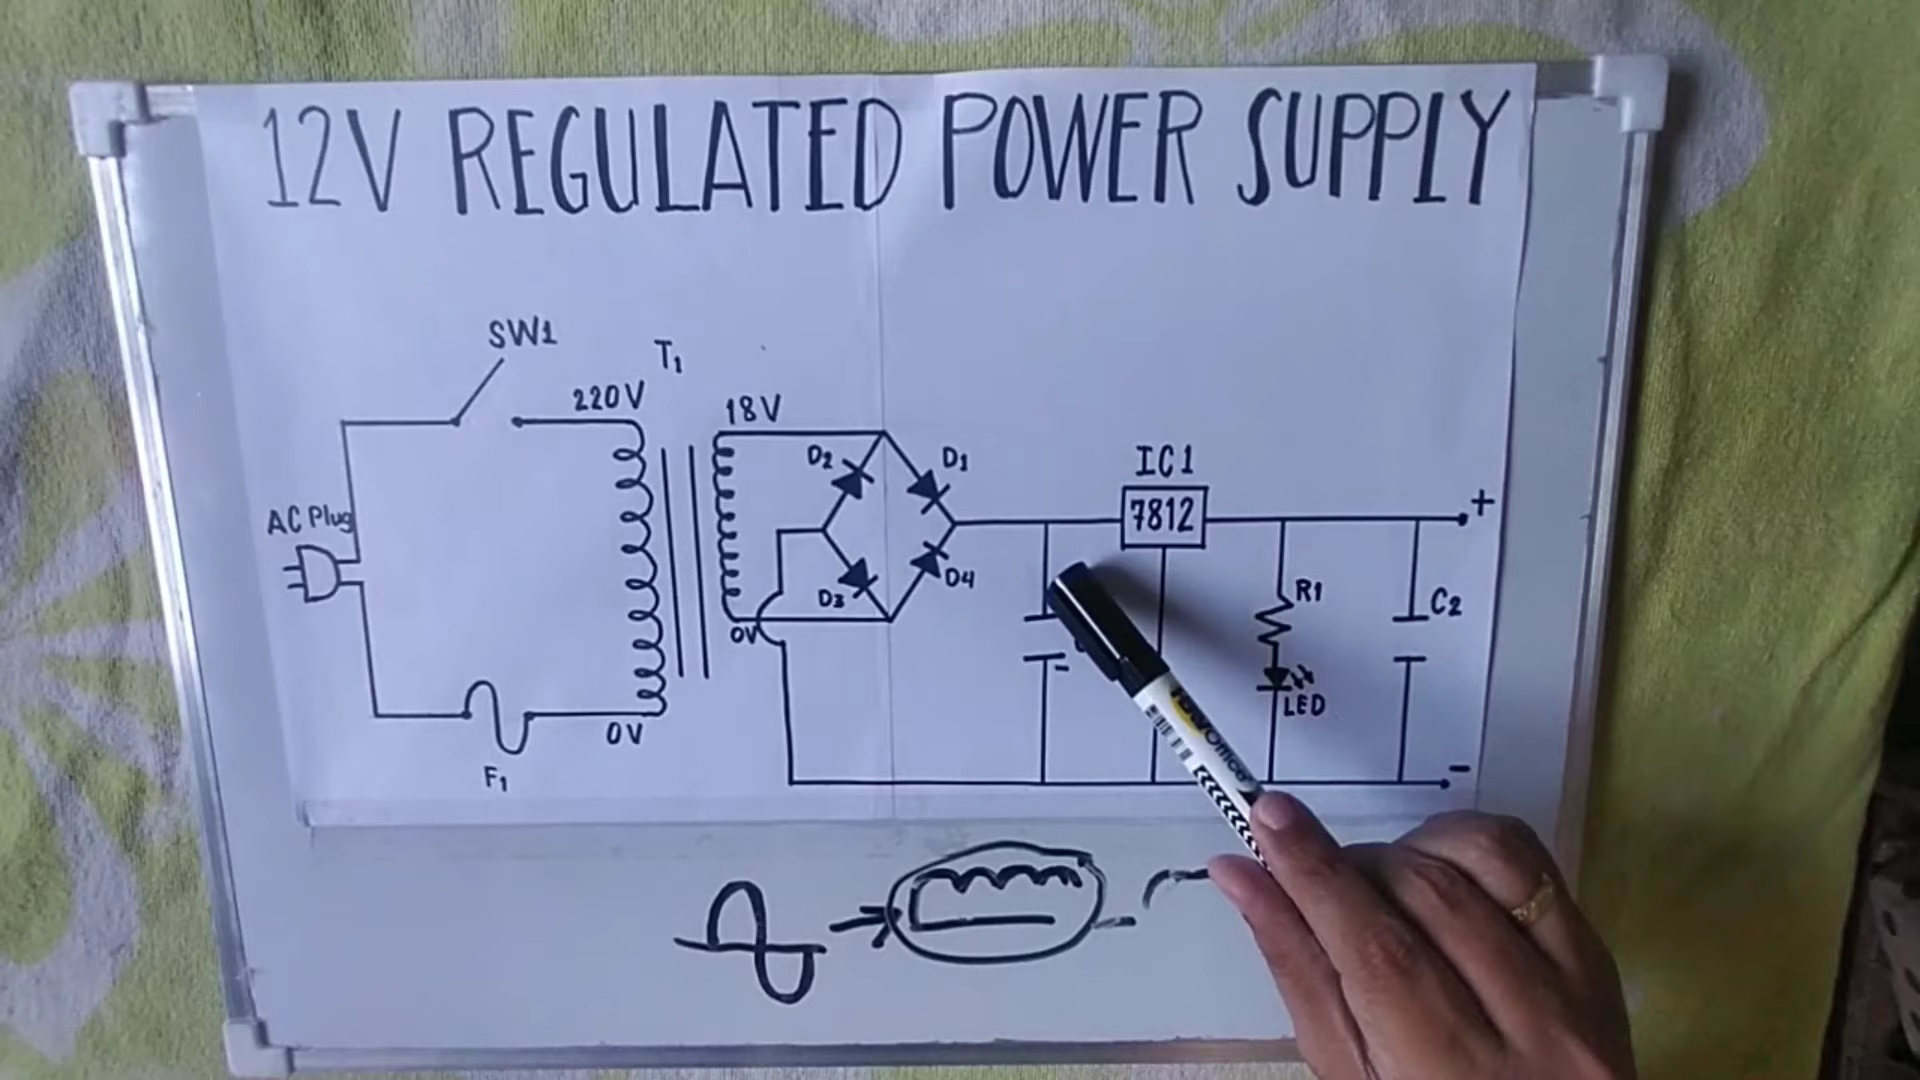 12V REGULATED POWER SUPPLY
SW1
T1
220V
18V
D2
D1
IC1
7812
+
AC Plug
D3
D4
R1
C2
0V
LED
0V
F1
-
-
Office